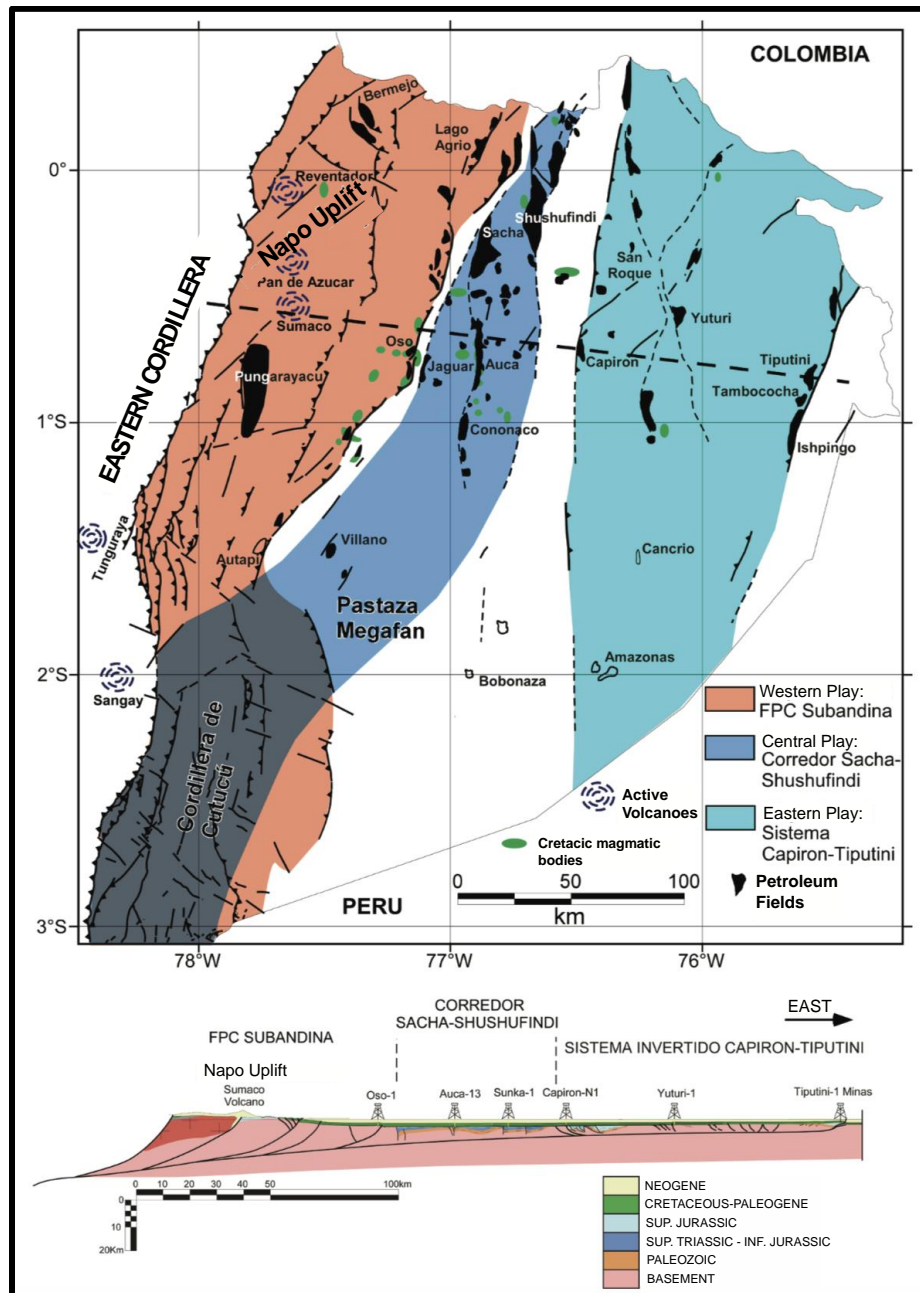 COLOMBIA
Bermejo
Lago
Agrio
0°
Reventador
Napo Uplift
Shushufindi
Sacha
San
Roque
Pan de Azucar
EASTERN CORDILLERA
Sumaco
Yuturi
Oso
Pungarayacu
Jaguar
Auca
Capiron
Tiputini
Tambococha
1°S
Cononaco
Ishpingo
Tunguraya
Autapi
Villano
Cancrio
Pastaza
Megafan
2°S
Sangay
Bobonaza
Amazonas
Cordillera de
Cutucú
Western Play:
FPC Subandina
Central Play:
Corredor Sacha-
Shushufindi
Eastern Play:
Sistema
Capiron-Tiputini
Active
Volcanoes
Cretacic magmatic
bodies
Petroleum
Fields
0 50 100
km
PERU
3°S
78°W 77°W 76°W
CORREDOR
SACHA-SHUSHUFINDI
EAST
FPC SUBANDINA
SISTEMA INVERTIDO CAPIRON-TIPUTINI
Napo Uplift
Sumaco
Volcano
Oso-1 Auca-13 Sunka-1 Capiron-N1 Yuturi-1 Tiputini-1 Minas
0 10 20 30 40 50 100km
0
10
20Km
NEOGENE
CRETACEOUS-PALEOGENE
SUP. JURASSIC
SUP. TRIASSIC - INF. JURASSIC
PALEOZOIC
BASEMENT